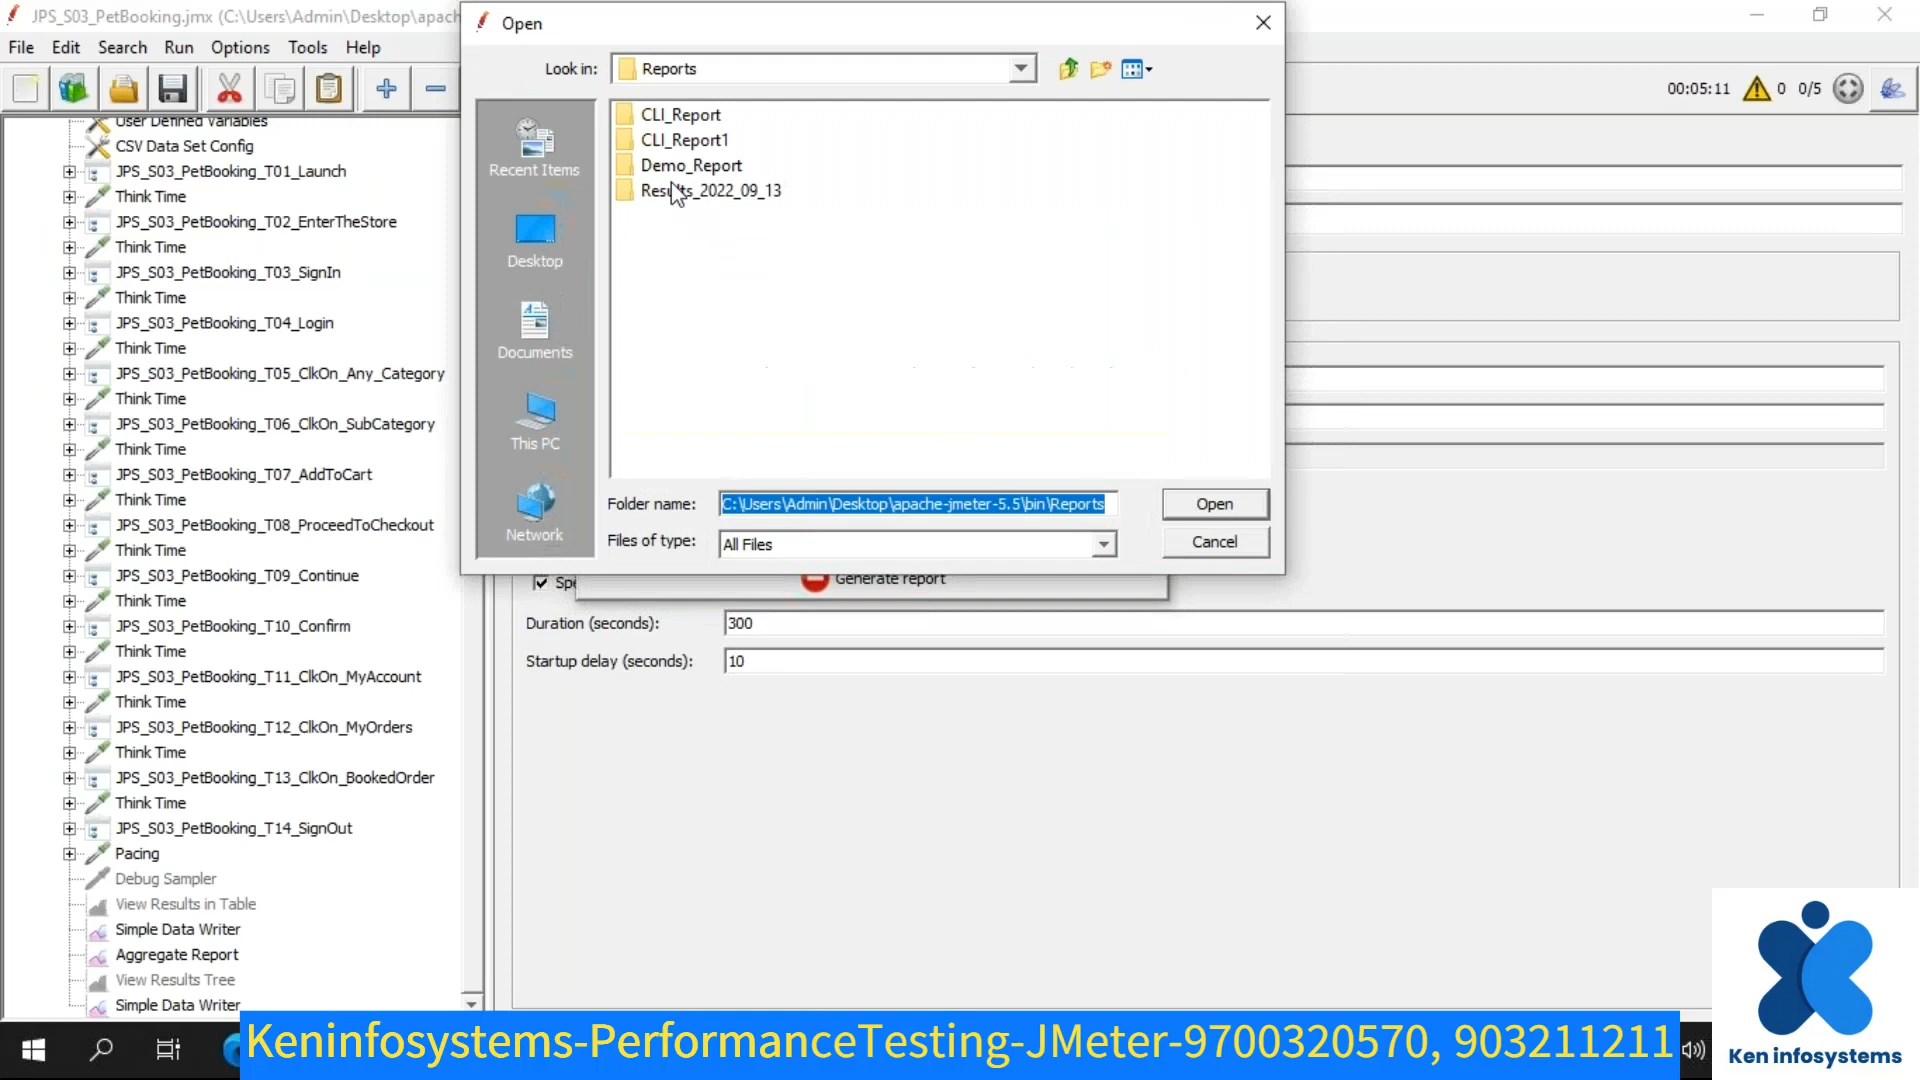 JPS_S03_PetBooking.jmx (C:\Users\Admin\Desktop\apac
Open
File Edit Search Run Options Tools Help
Look in: Reports
00:05:11 0 0/5
CLI_Report
CLI_Report1
Demo_Report
Results_2022_09_13
Recent Items
Desktop
Documents
This PC
Network
Folder name: C:\Users\Admin\Desktop\apache-jmeter-5.5\bin\Reports Open
Files of type: All Files Cancel
User Defined Variables
CSV Data Set Config
JPS_S03_PetBooking_T01_Launch
Think Time
JPS_S03_PetBooking_T02_EnterTheStore
Think Time
JPS_S03_PetBooking_T03_SignIn
Think Time
JPS_S03_PetBooking_T04_Login
Think Time
JPS_S03_PetBooking_T05_ClkOn_Any_Category
Think Time
JPS_S03_PetBooking_T06_ClkOn_SubCategory
Think Time
JPS_S03_PetBooking_T07_AddToCart
Think Time
JPS_S03_PetBooking_T08_ProceedToCheckout
Think Time
JPS_S03_PetBooking_T09_Continue
Think Time
JPS_S03_PetBooking_T10_Confirm
Think Time
JPS_S03_PetBooking_T11_ClkOn_MyAccount
Think Time
JPS_S03_PetBooking_T12_ClkOn_MyOrders
Think Time
JPS_S03_PetBooking_T13_ClkOn_BookedOrder
Think Time
JPS_S03_PetBooking_T14_SignOut
Pacing
Debug Sampler
View Results in Table
Simple Data Writer
Aggregate Report
View Results Tree
Simple Data Writer
Spe
Generate report
Duration (seconds): 300
Startup delay (seconds): 10
Keninfosystems-PerformanceTesting-JMeter-9700320570, 903211211
Ken infosystems